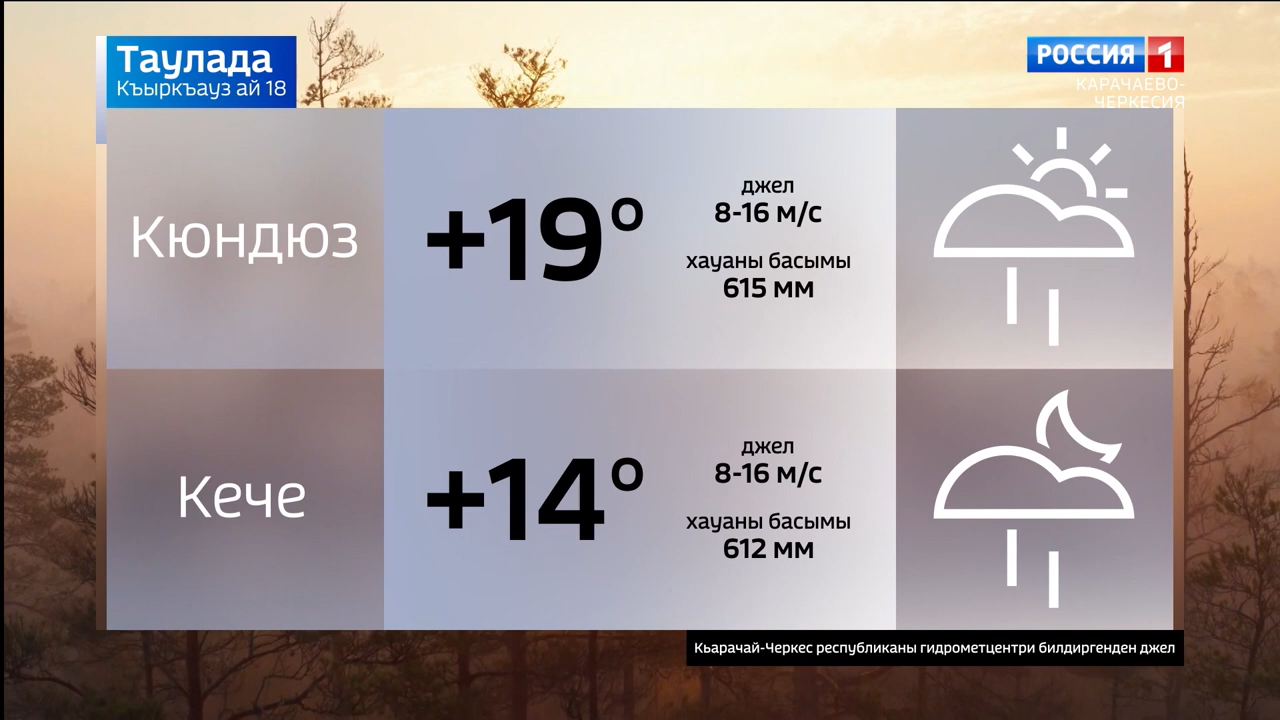 Таулада
Къыркъауз ай 18
РОССИЯ 1
КАРАЧАЕВО-
ЧЕРКЕСИЯ
Кюндюз
+19°
джел
8-16 м/с
хауаны басымы
615 мм
Кече
+14°
джел
8-16 м/с
хауаны басымы
612 мм
Кьарачай-Черкес республиканы гидрометцентри билдиргенден джел